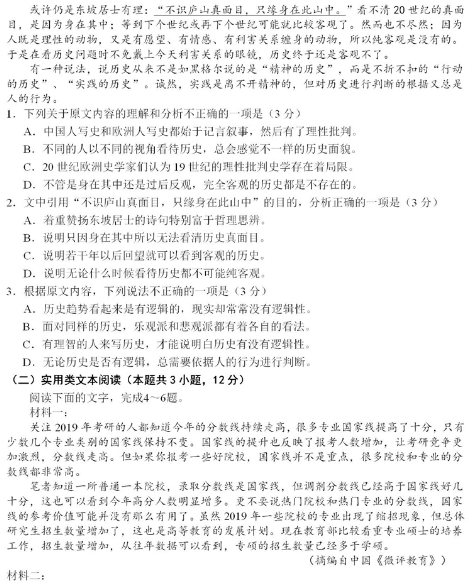 或许仍是东坡居士有理："不识庐山真面目，只缘身在此山中。"看不清 20 世纪的真面
目，是因为身在其中；等到下个世纪或再下个世纪可能就比较客观了。然而也不尽然：因为
人既是理性的动物，又是有愿望、有情感、有利害关系缠身的动物，所以纯客观是没有的。
于是在看历史问题时不免戴上今天利害关系的眼镜，历史终于还是客观不了。
有一种说法，说历史从来不是如黑格尔说的是"精神的历史"，而是不折不扣的"行动
的历史"、"实践的历史"。诚然，实践是离不开精神的，但对历史进行判断的根据又总是
人的行为。
1．下列关于原文内容的理解和分析不正确的一项是（3 分）
A．中国人写史和欧洲人写史都始于记言叙事，然后有了理性批判。
B．不同的人以不同的视角看待历史，总会感觉不一样的历史面貌。
C．20 世纪欧洲史学家们认为 19 世纪的理性批判史学存在着局限。
D．不管是身在其中还是过后反观，完全客观的历史都是不存在的。
2．文中引用"不识庐山真面目，只缘身在此山中"的目的，分析正确的一项是（3 分）
A．着重赞扬东坡居士的诗句特别富于哲理思辨。
B．说明只因身在其中所以无法看清历史真面目。
C．说明若干年以后回望就可以看到客观的历史。
D．说明无论什么时候看待历史都不可能纯客观。
3．根据原文内容，下列说法不正确的一项是（3 分）
A．历史趋势看起来是有逻辑的，现实却常常没有逻辑性。
B．面对同样的历史，乐观派和悲观派都有着各自的看法。
C．有理智的人来写历史，才能说明白历史有没有逻辑性。
D．无论历史是否有逻辑，总需要依据人的行为进行判断。
（二）实用类文本阅读（本题共 3 小题，12 分）
阅读下面的文字，完成4～6题。
材料一：
关注 2019 年考研的人都知道今年的分数线持续走高，很多专业国家线提高了十分，只有
少数几个专业类别的国家线保持不变。国家线的提升也反映了报考人数增加，让考研竞争更
加激烈，分数线走高。但如果你报考一些好院校，国家线并不是重点，很多院校和专业的分
数线都非常高。
笔者知道一所普通一本院校，录取分数线是国家线，但调剂分数线已经高于国家线好几
十分，这也可以看到今年高分人数明显增多。更不要说热门院校和热门专业的分数线，国家
线的参考价值可能并没有那么有用了。虽然 2019 年一些院校的专业出现了缩招现象，但总体
研究生招生数量增加了，这也是高等教育的发展计划。现在教育部比较看重专业硕士的培养
工作，招生数量增加，从往年数据可以看到，专硕的招生数量已经多于学硕。
（摘编自中国《微评教育》）
材料二：